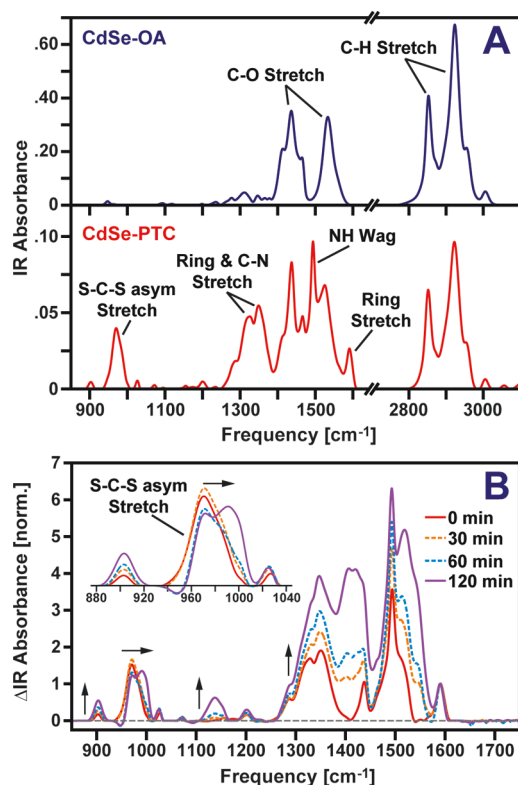 A
CdSe-OA
.60
.40
.20
0
C-O Stretch
C-H Stretch
IR Absorbance
CdSe-PTC
.10
.05
0
S-C-S asym
Stretch
Ring & C-N
Stretch
NH Wag
Ring
Stretch
900 1100 1300 1500 2800 3000
Frequency [cm-1]
B
7
6
5
4
3
2
1
0
ΔIR Absorbance [norm.]
S-C-S asym
Stretch
880 920 960 1000 1040
0 min
30 min
60 min
120 min
900 1000 1100 1200 1300 1400 1500 1600 1700
Frequency [cm-1]